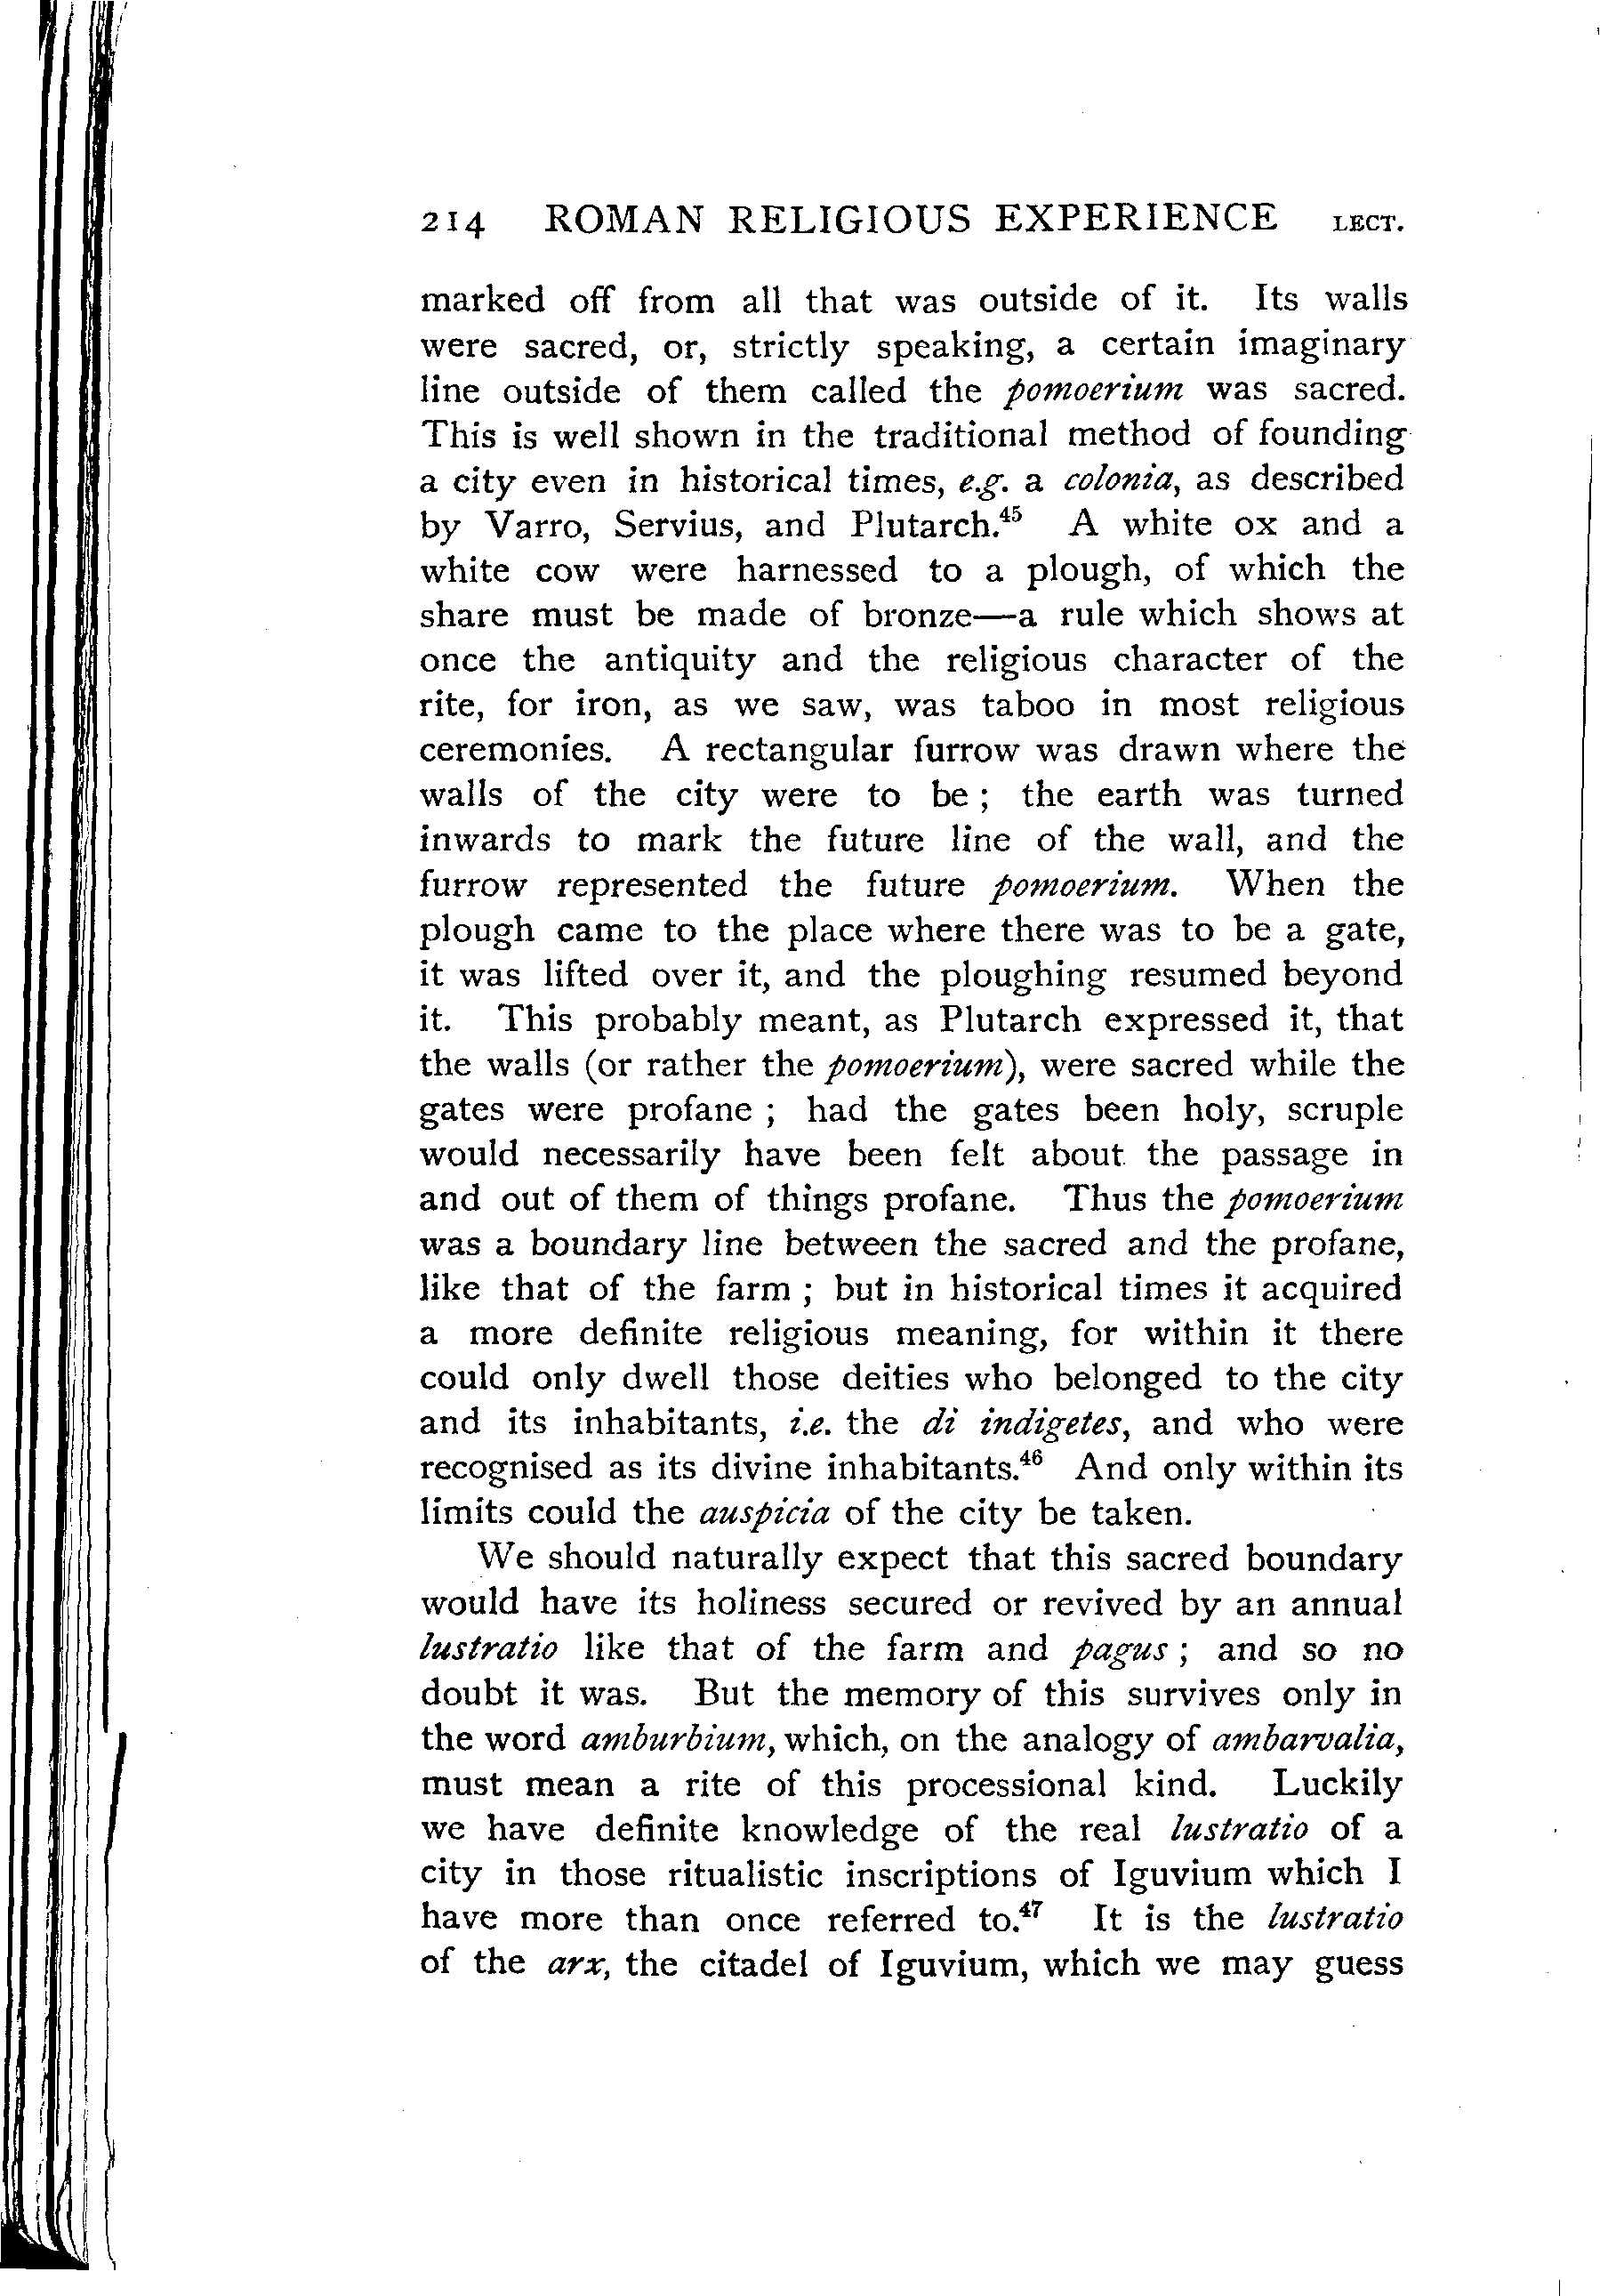 214 ROMAN RELIGIOUS EXPERIENCE LECT.
marked off from all that was outside of it. Its walls
were sacred, or, strictly speaking, a certain imaginary
line outside of them called the pomoerium was sacred.
This is well shown in the traditional method of founding
a city even in historical times, e.g. a colonia, as described
by Varro, Servius, and Plutarch.⁴⁵ A white ox and a
white cow were harnessed to a plough, of which the
share must be made of bronze—a rule which shows at
once the antiquity and the religious character of the
rite, for iron, as we saw, was taboo in most religious
ceremonies. A rectangular furrow was drawn where the
walls of the city were to be ; the earth was turned
inwards to mark the future line of the wall, and the
furrow represented the future pomoerium. When the
plough came to the place where there was to be a gate,
it was lifted over it, and the ploughing resumed beyond
it. This probably meant, as Plutarch expressed it, that
the walls (or rather the pomoerium), were sacred while the
gates were profane ; had the gates been holy, scruple
would necessarily have been felt about the passage in
and out of them of things profane. Thus the pomoerium
was a boundary line between the sacred and the profane,
like that of the farm ; but in historical times it acquired
a more definite religious meaning, for within it there
could only dwell those deities who belonged to the city
and its inhabitants, i.e. the di indigetes, and who were
recognised as its divine inhabitants.⁴⁶ And only within its
limits could the auspicia of the city be taken.
We should naturally expect that this sacred boundary
would have its holiness secured or revived by an annual
lustratio like that of the farm and pagus ; and so no
doubt it was. But the memory of this survives only in
the word amburbium, which, on the analogy of ambarvalia,
must mean a rite of this processional kind. Luckily
we have definite knowledge of the real lustratio of a
city in those ritualistic inscriptions of Iguvium which I
have more than once referred to.⁴⁷ It is the lustratio
of the arx, the citadel of Iguvium, which we may guess